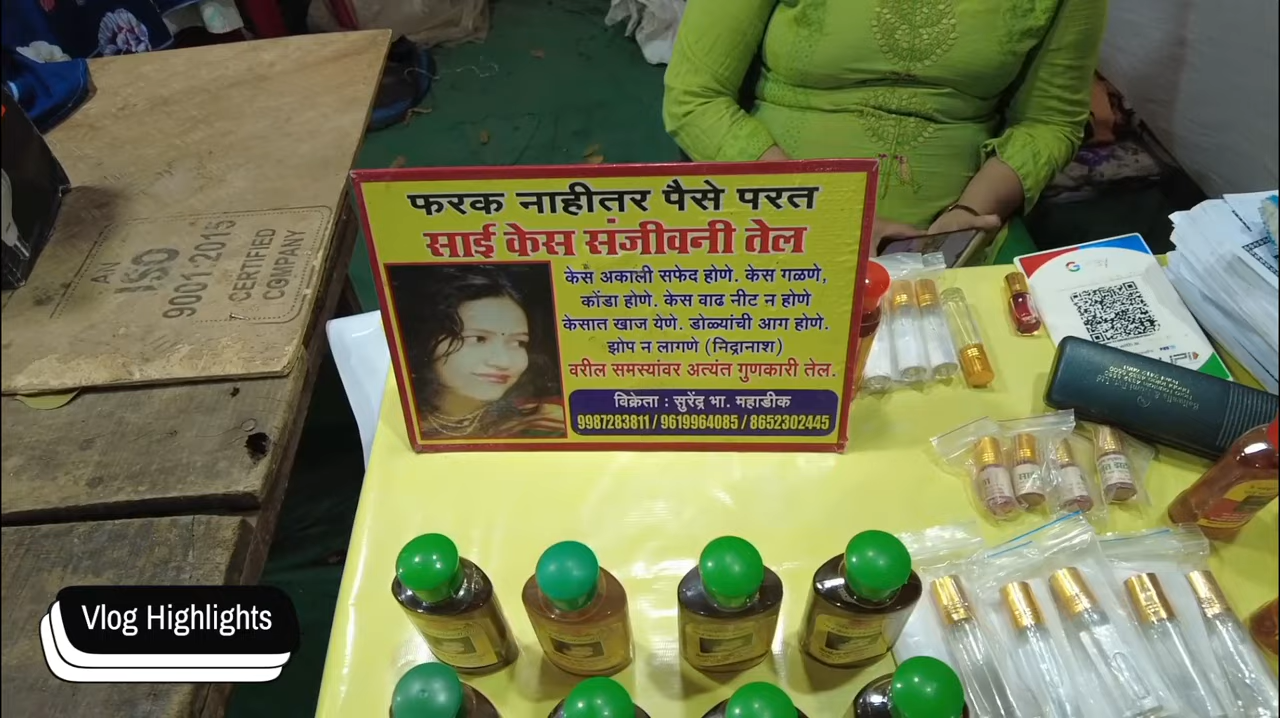 फरक नाहीतर पैसे परत
साई केस संजीवनी तेल
केस अकाली सफेद होणे. केस गळणे,
कोंडा होणे. केस वाढ नीट न होणे
केसात खाज येणे. डोळ्यांची आग होणे.
झोप न लागणे (निद्रानाश)
वरील समस्यांवर अत्यंत गुणकारी तेल.
विक्रेता : सुरेंद्र भा. महाडीक
9987283811 / 9619964085 / 8652302445
AN
ISO
9001:2015
CERTIFIED
COMPANY
Vlog Highlights